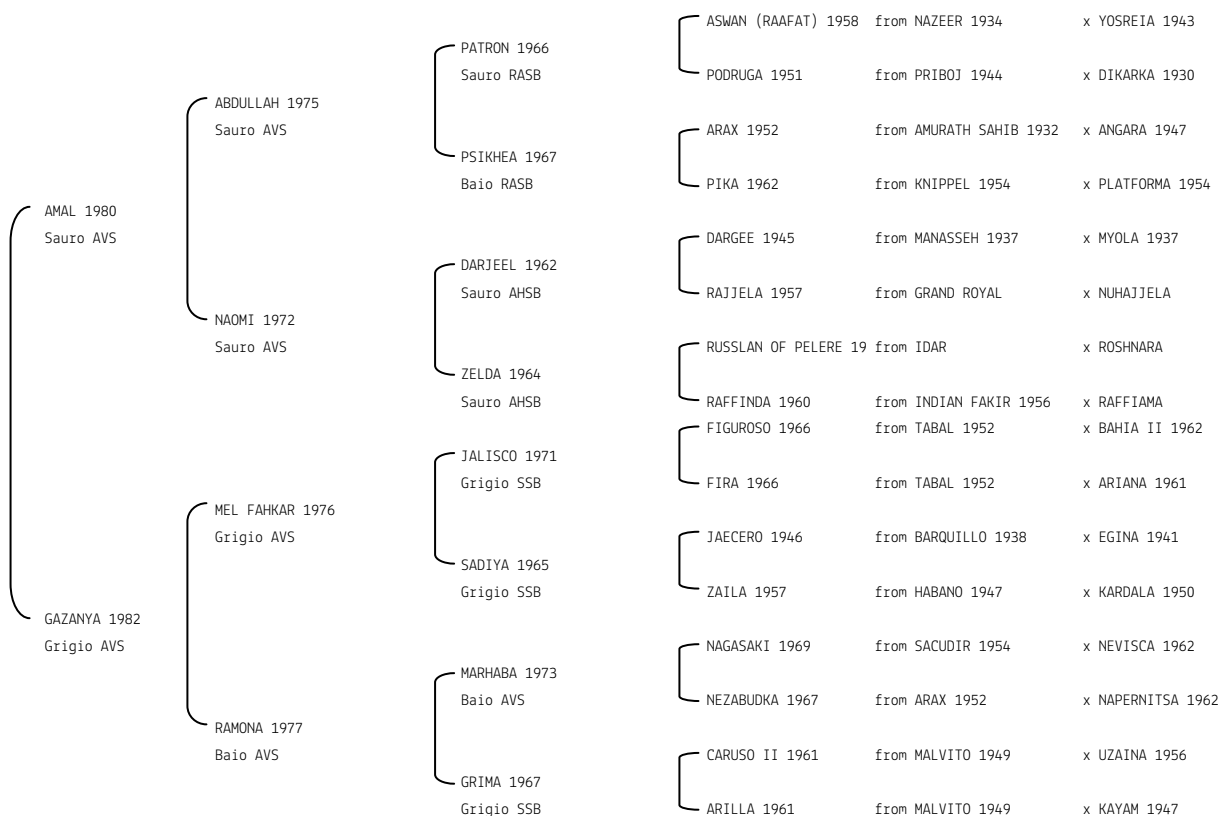 ASWAN (RAAFAT) 1958 from NAZEER 1934 x YOSREIA 1943
PATRON 1966
Sauro RASB PODRUGA 1951 from PRIBOJ 1944 x DIKARKA 1930
ABDULLAH 1975
Sauro AVS ARAX 1952 from AMURATH SAHIB 1932 x ANGARA 1947
PSIKHEA 1967
Baio RASB PIKA 1962 from KNIPPEL 1954 x PLATFORMA 1954
AMAL 1980
Sauro AVS DARGEE 1945 from MANASSEH 1937 x MYOLA 1937
DARJEEL 1962
Sauro AHSB RAJJELA 1957 from GRAND ROYAL x NUHAJJELA
NAOMI 1972
Sauro AVS RUSSLAN OF PELERE 19 from IDAR x ROSHNARA
ZELDA 1964
Sauro AHSB RAFFINDA 1960 from INDIAN FAKIR 1956 x RAFFIAMA
FIGUROSO 1966 from TABAL 1952 x BAHIA II 1962
JALISCO 1971
Grigio SSB FIRA 1966 from TABAL 1952 x ARIANA 1961
MEL FAHKAR 1976
Grigio AVS JAECERO 1946 from BARQUILLO 1938 x EGINA 1941
SADIYA 1965
Grigio SSB ZAILA 1957 from HABANO 1947 x KARDALA 1950
GAZANYA 1982
Grigio AVS NAGASAKI 1969 from SACUDIR 1954 x NEVISCA 1962
MARHABA 1973
Baio AVS NEZABUDKA 1967 from ARAX 1952 x NAPERNITSA 1962
RAMONA 1977
Baio AVS CARUSO II 1961 from MALVITO 1949 x UZAINA 1956
GRIMA 1967
Grigio SSB ARILLA 1961 from MALVITO 1949 x KAYAM 1947